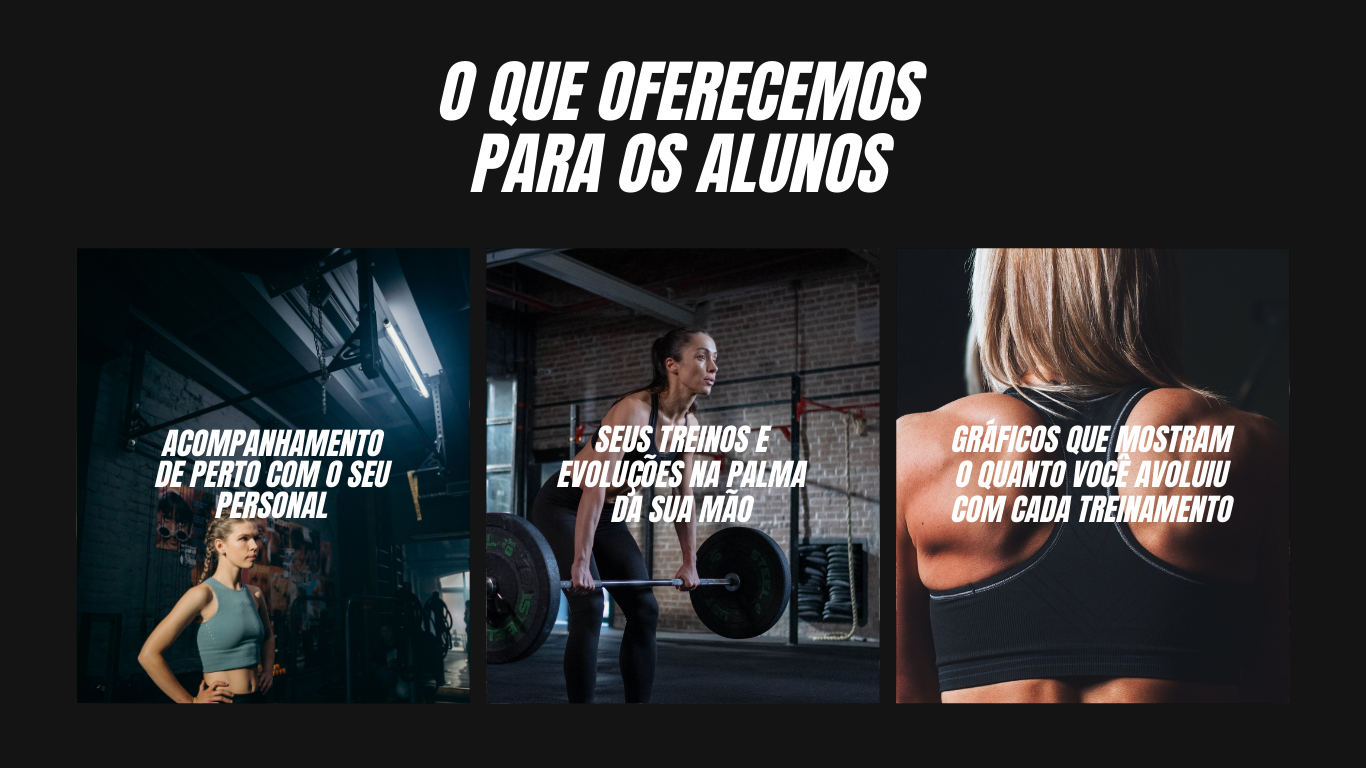 O QUE OFERECEMOS
PARA OS ALUNOS
ACOMPANHAMENTO
DE PERTO COM O SEU
PERSONAL
SEUS TREINOS E
EVOLUÇÕES NA PALMA
DA SUA MÃO
GRÁFICOS QUE MOSTRAM
O QUANTO VOCÊ AVOLUIU
COM CADA TREINAMENTO